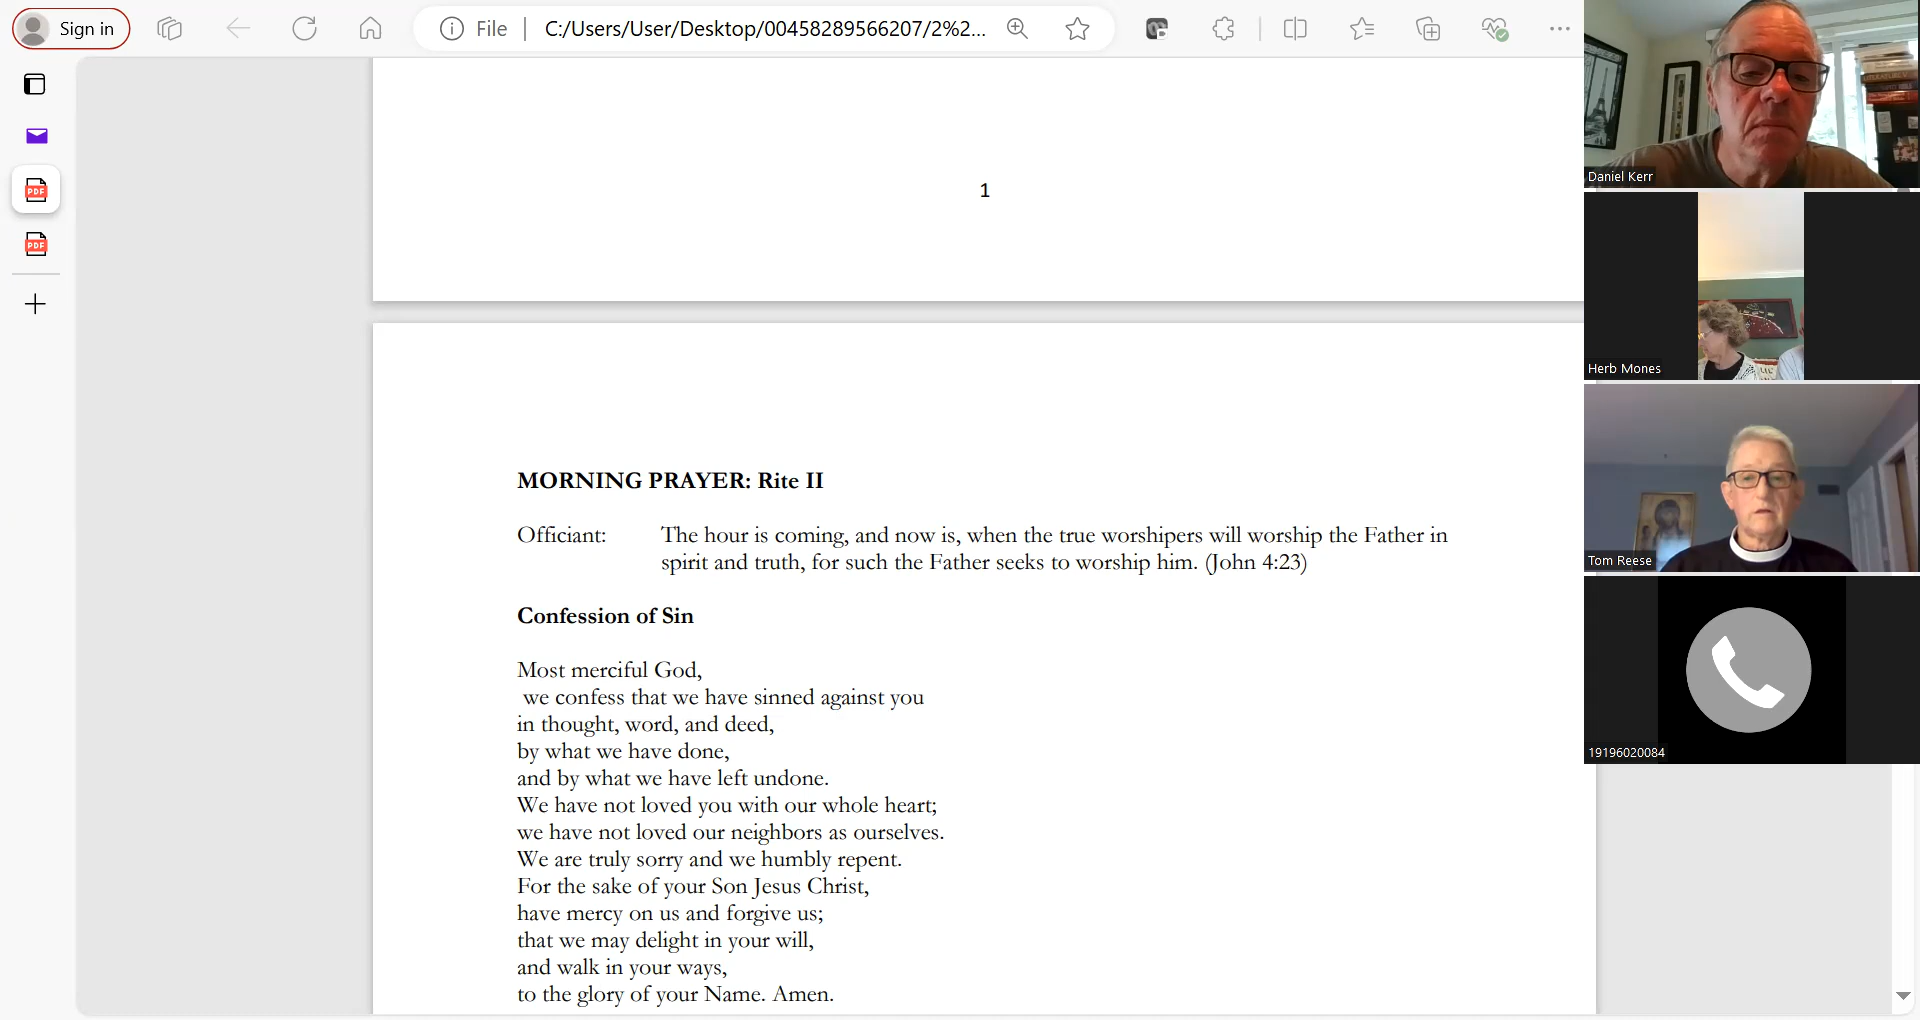 Sign in
File
C:/Users/User/Desktop/00458289566207/2%2...
PDF
PDF
1
MORNING PRAYER: Rite II
Officiant: The hour is coming, and now is, when the true worshipers will worship the Father in
spirit and truth, for such the Father seeks to worship him. (John 4:23)
Confession of Sin
Most merciful God,
we confess that we have sinned against you
in thought, word, and deed,
by what we have done,
and by what we have left undone.
We have not loved you with our whole heart;
we have not loved our neighbors as ourselves.
We are truly sorry and we humbly repent.
For the sake of your Son Jesus Christ,
have mercy on us and forgive us;
that we may delight in your will,
and walk in your ways,
to the glory of your Name. Amen.
Daniel Kerr
Herb Mones
Tom Reese
19196020084